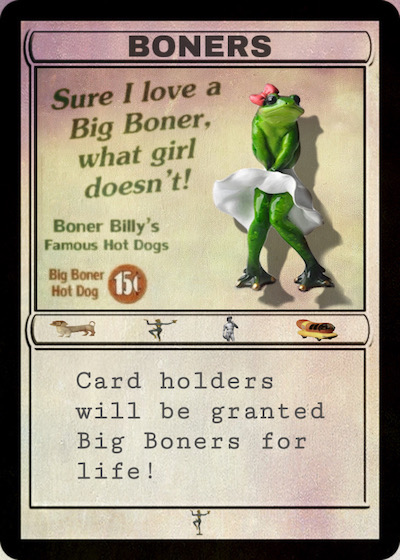 BONERS
Sure I love a
Big Boner,
what girl
doesn't!
Boner Billy's
Famous Hot Dogs
Big Boner
Hot Dog
15¢
Card holders
will be granted
Big Boners for
life!